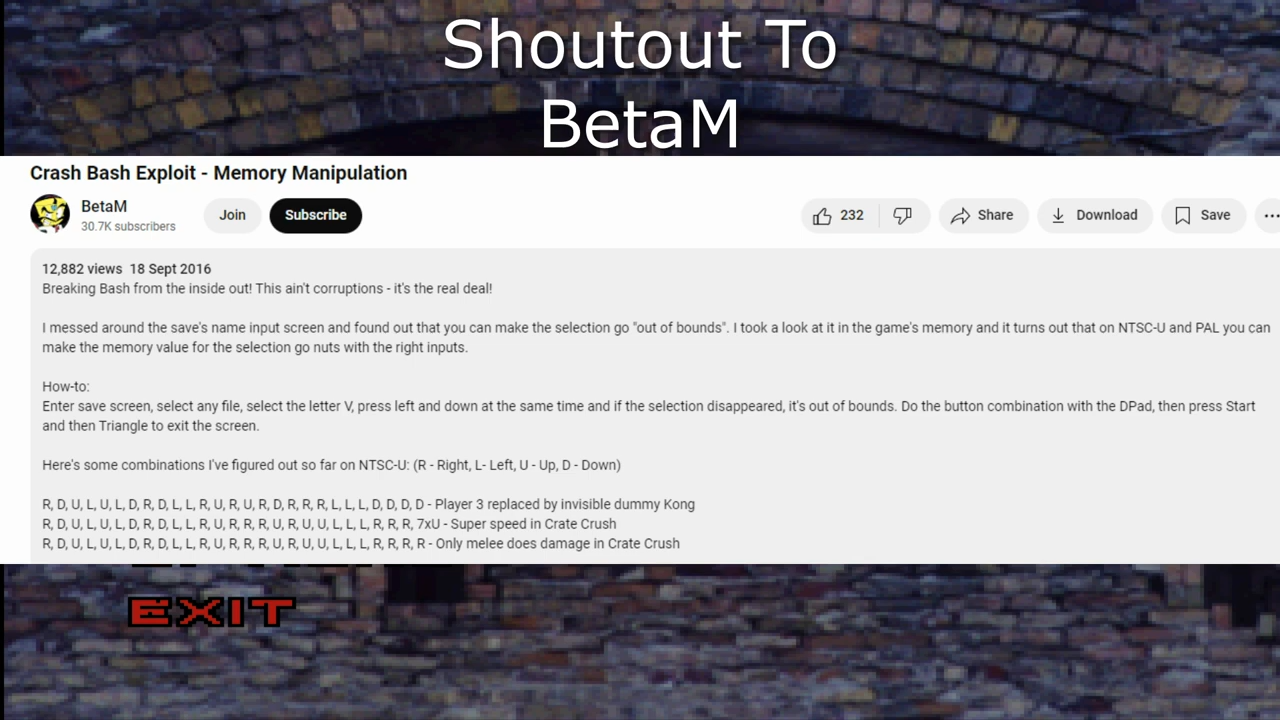 Shoutout To
BetaM
Crash Bash Exploit - Memory Manipulation
BetaM
30.7K subscribers
Join
Subscribe
232
Share
Download
Save
12,882 views 18 Sept 2016
Breaking Bash from the inside out! This ain't corruptions - it's the real deal!
I messed around the save's name input screen and found out that you can make the selection go "out of bounds". I took a look at it in the game's memory and it turns out that on NTSC-U and PAL you can
make the memory value for the selection go nuts with the right inputs.
How-to:
Enter save screen, select any file, select the letter V, press left and down at the same time and if the selection disappeared, it's out of bounds. Do the button combination with the DPad, then press Start
and then Triangle to exit the screen.
Here's some combinations I've figured out so far on NTSC-U: (R - Right, L- Left, U - Up, D - Down)
R, D, U, L, U, L, D, R, D, L, L, R, U, R, U, R, D, R, R, R, L, L, L, D, D, D, D - Player 3 replaced by invisible dummy Kong
R, D, U, L, U, L, D, R, D, L, L, R, U, R, R, R, U, R, U, U, L, L, L, R, R, R, 7xU - Super speed in Crate Crush
R, D, U, L, U, L, D, R, D, L, L, R, U, R, R, R, U, R, U, U, L, L, L, R, R, R, R - Only melee does damage in Crate Crush
EXIT